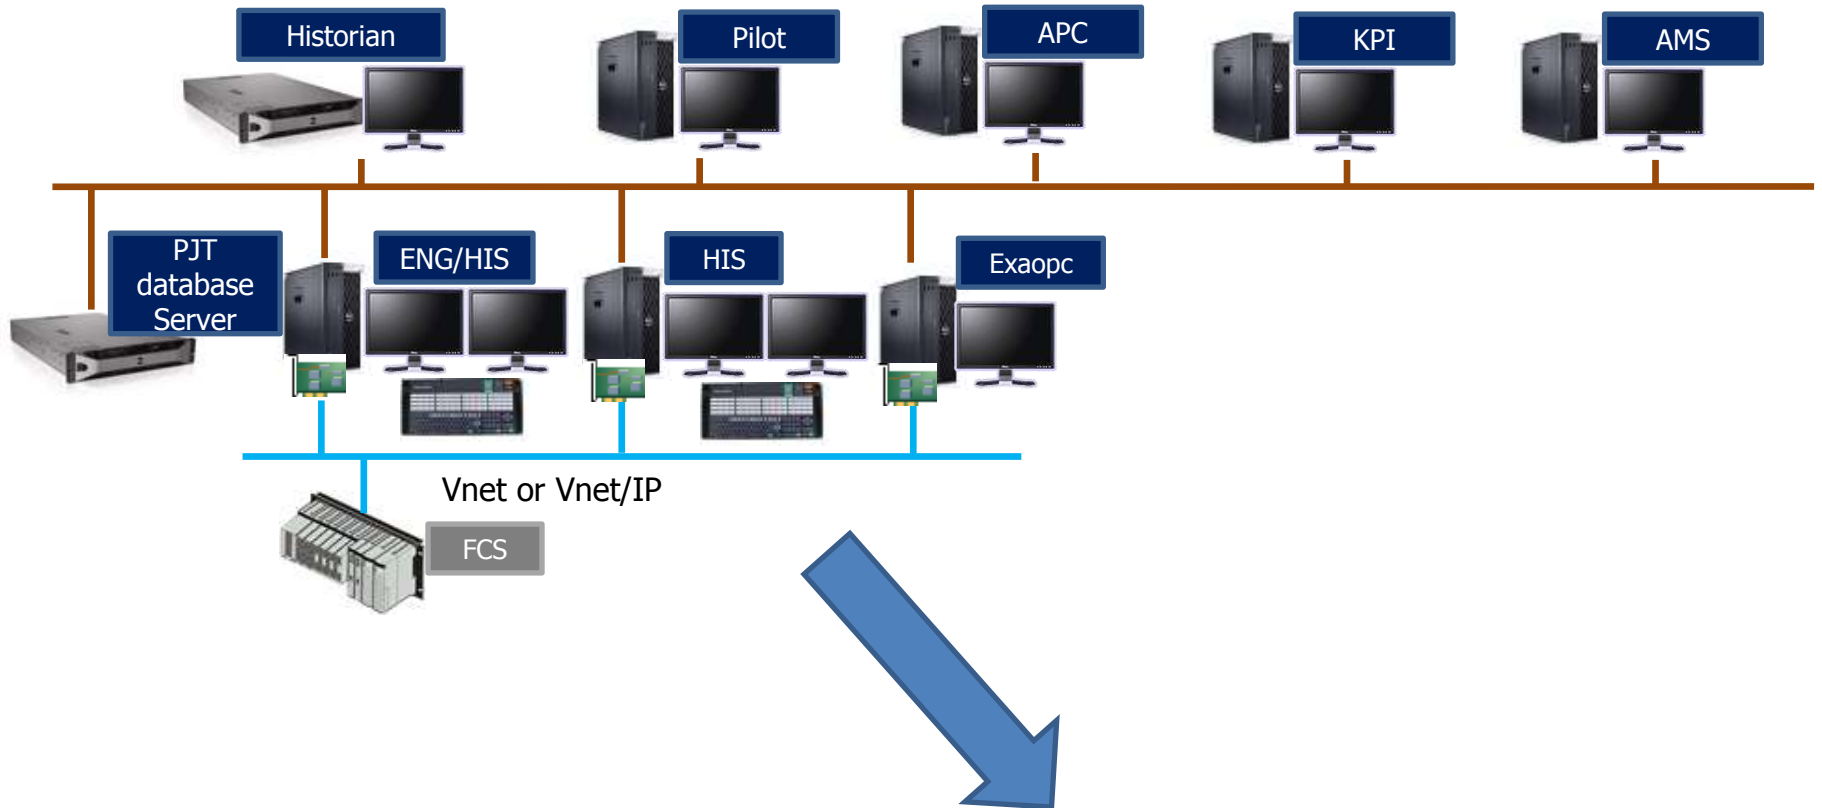 Historian
Pilot
APC
KPI
AMS
PJT
database
Server
ENG/HIS
HIS
Exaopc
Vnet or Vnet/IP
FCS